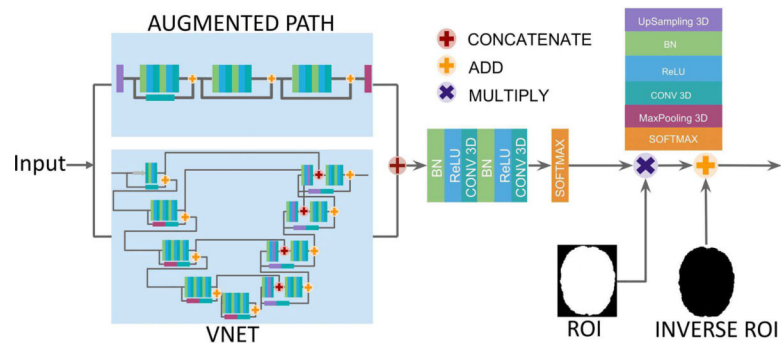 AUGMENTED PATH
CONCATENATE
ADD
MULTIPLY
UpSampling 3D
BN
ReLU
CONV 3D
MaxPooling 3D
SOFTMAX
Input
BN
ReLU
CONV 3D
BN
ReLU
CONV 3D
SOFTMAX
VNET
ROI
INVERSE ROI